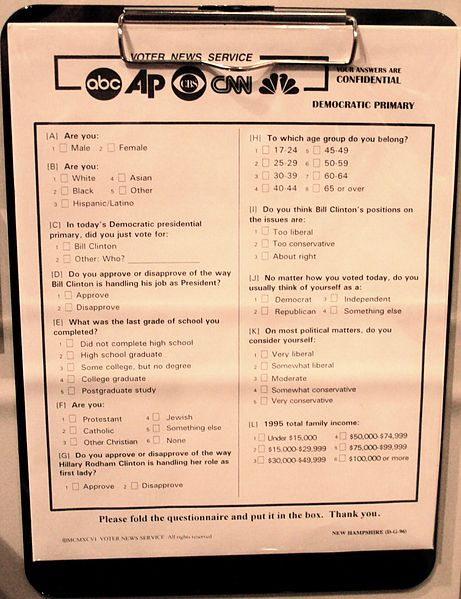 VOTER NEWS SERVICE
abc AP CBS CNN
YOUR ANSWERS ARE
CONFIDENTIAL
DEMOCRATIC PRIMARY
[A] Are you:
1 Male 2 Female
[B] Are you:
1 White 4 Asian
2 Black 5 Other
3 Hispanic/Latino
[C] In today's Democratic presidential
primary, did you just vote for:
1 Bill Clinton
2 Other: Who?
[D] Do you approve or disapprove of the way
Bill Clinton is handling his job as President?
1 Approve
2 Disapprove
[E] What was the last grade of school you
completed?
1 Did not complete high school
2 High school graduate
3 Some college, but no degree
4 College graduate
5 Postgraduate study
[F] Are you:
1 Protestant 4 Jewish
2 Catholic 5 Something else
3 Other Christian 6 None
[G] Do you approve or disapprove of the way
Hillary Rodham Clinton is handling her role as
first lady?
1 Approve 2 Disapprove
[H] To which age group do you belong?
1 17-24 5 45-49
2 25-29 6 50-59
3 30-39 7 60-64
4 40-44 8 65 or over
[I] Do you think Bill Clinton's positions on
the issues are:
1 Too liberal
2 Too conservative
3 About right
[J] No matter how you voted today, do you
usually think of yourself as a:
1 Democrat 3 Independent
2 Republican 4 Something else
[K] On most political matters, do you
consider yourself:
1 Very liberal
2 Somewhat liberal
3 Moderate
4 Somewhat conservative
5 Very conservative
[L] 1995 total family income:
1 Under $15,000 4 $50,000-$74,999
2 $15,000-$29,999 5 $75,000-$99,999
3 $30,000-$49,999 6 $100,000 or more
Please fold the questionnaire and put it in the box. Thank you.
©MCMXCVI VOTER NEWS SERVICE All rights reserved
NEW HAMPSHIRE (D-G-96)